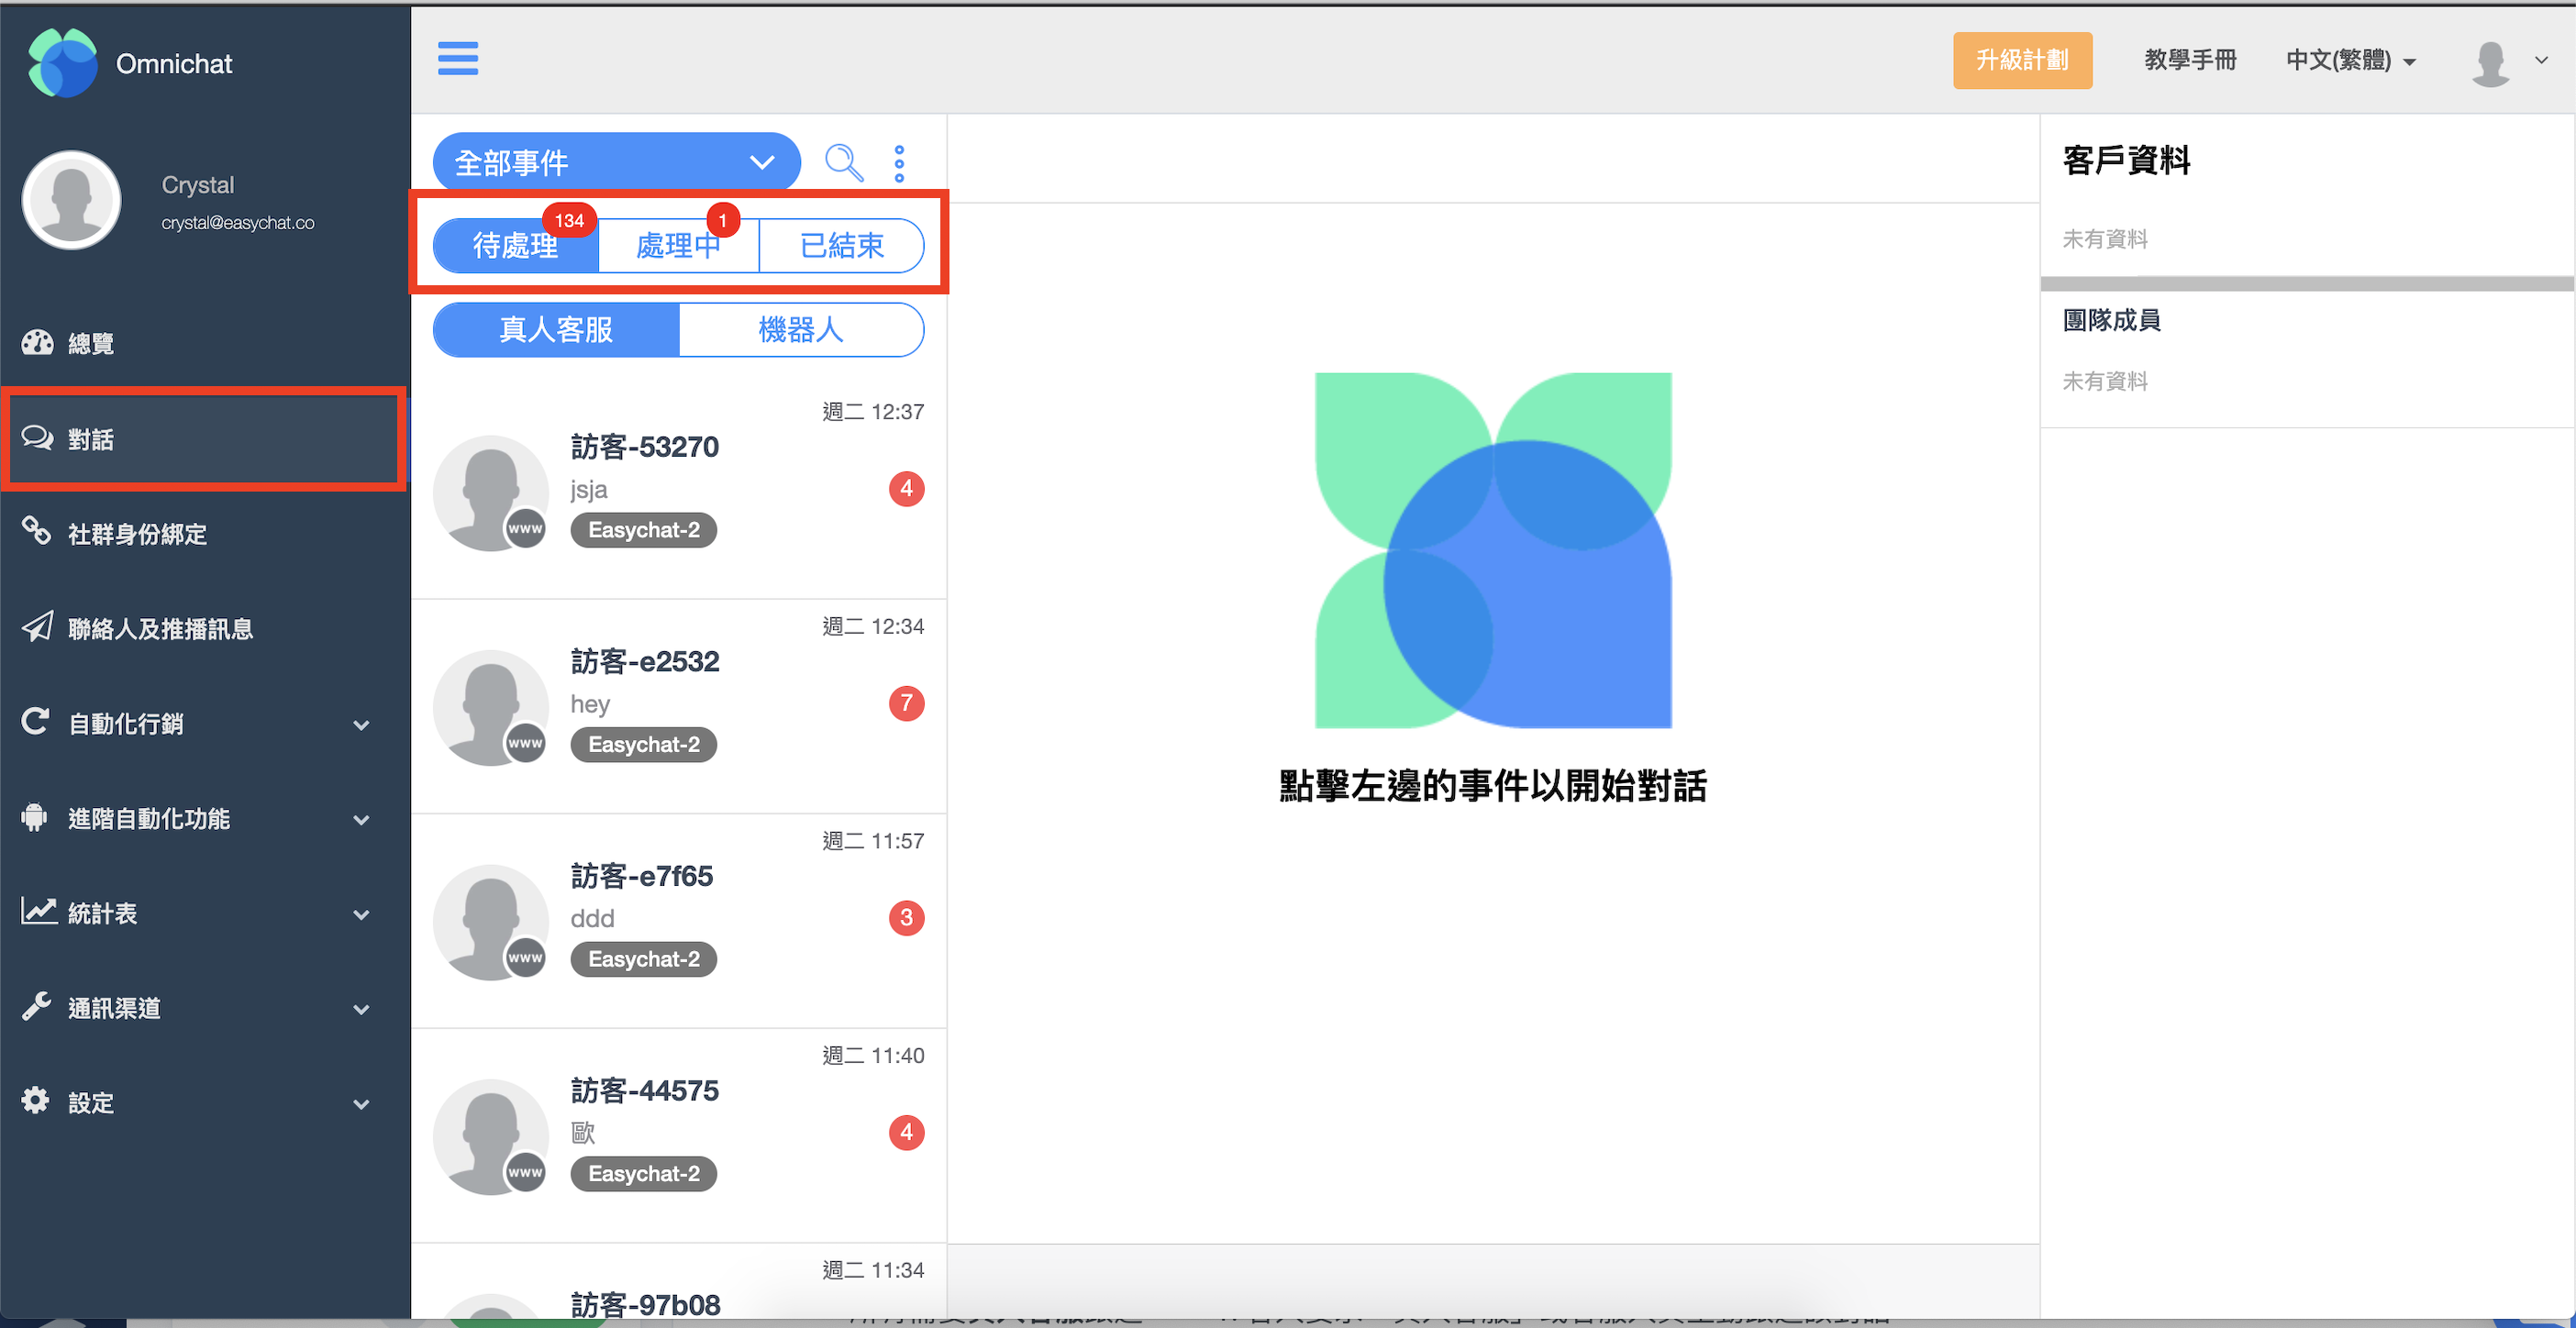 Omnichat
升級計劃
教學手冊
中文(繁體)
Crystal
crystal@easychat.co
總覽
對話
社群身份綁定
聯絡人及推播訊息
自動化行銷
進階自動化功能
統計表
通訊渠道
設定
全部事件
待處理 134
處理中 1
已結束
真人客服
機器人
週二 12:37
訪客-53270
jsja
4
www
Easychat-2
週二 12:34
訪客-e2532
hey
7
www
Easychat-2
週二 11:57
訪客-e7f65
ddd
3
www
Easychat-2
週二 11:40
訪客-44575
歐
4
www
Easychat-2
週二 11:34
訪客-97b08
點擊左邊的事件以開始對話
客戶資料
未有資料
團隊成員
未有資料